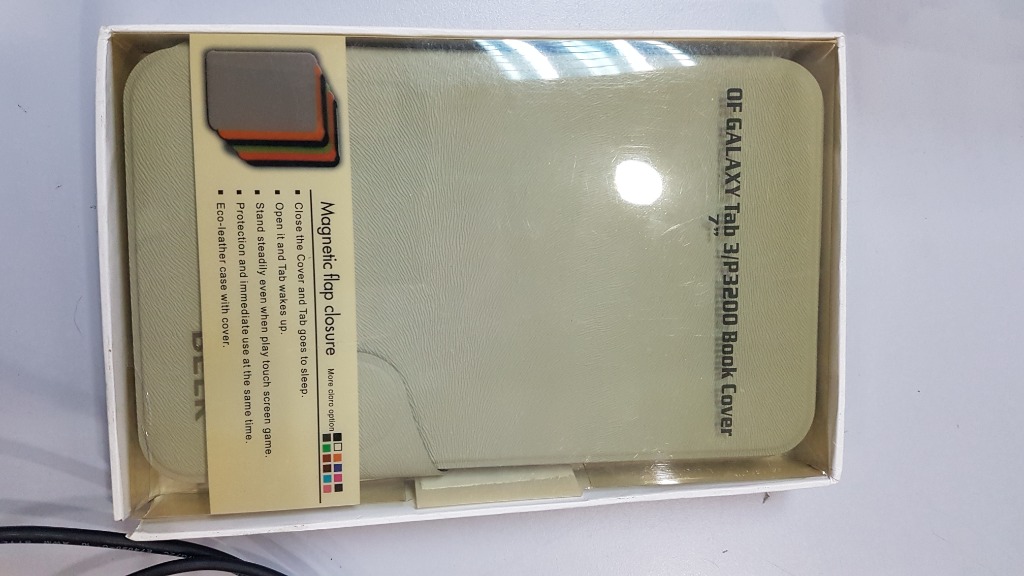 OF GALAXY Tab 3/P3200 Book Cover
7"
Magnetic flap closure
More cloro option
▪ Close the Cover and Tab goes to sleep.
▪ Open it and Tab wakes up.
▪ Stand steadily even when play touch screen game.
▪ Protection and immediate use at the same time.
▪ Eco-leather case with cover.